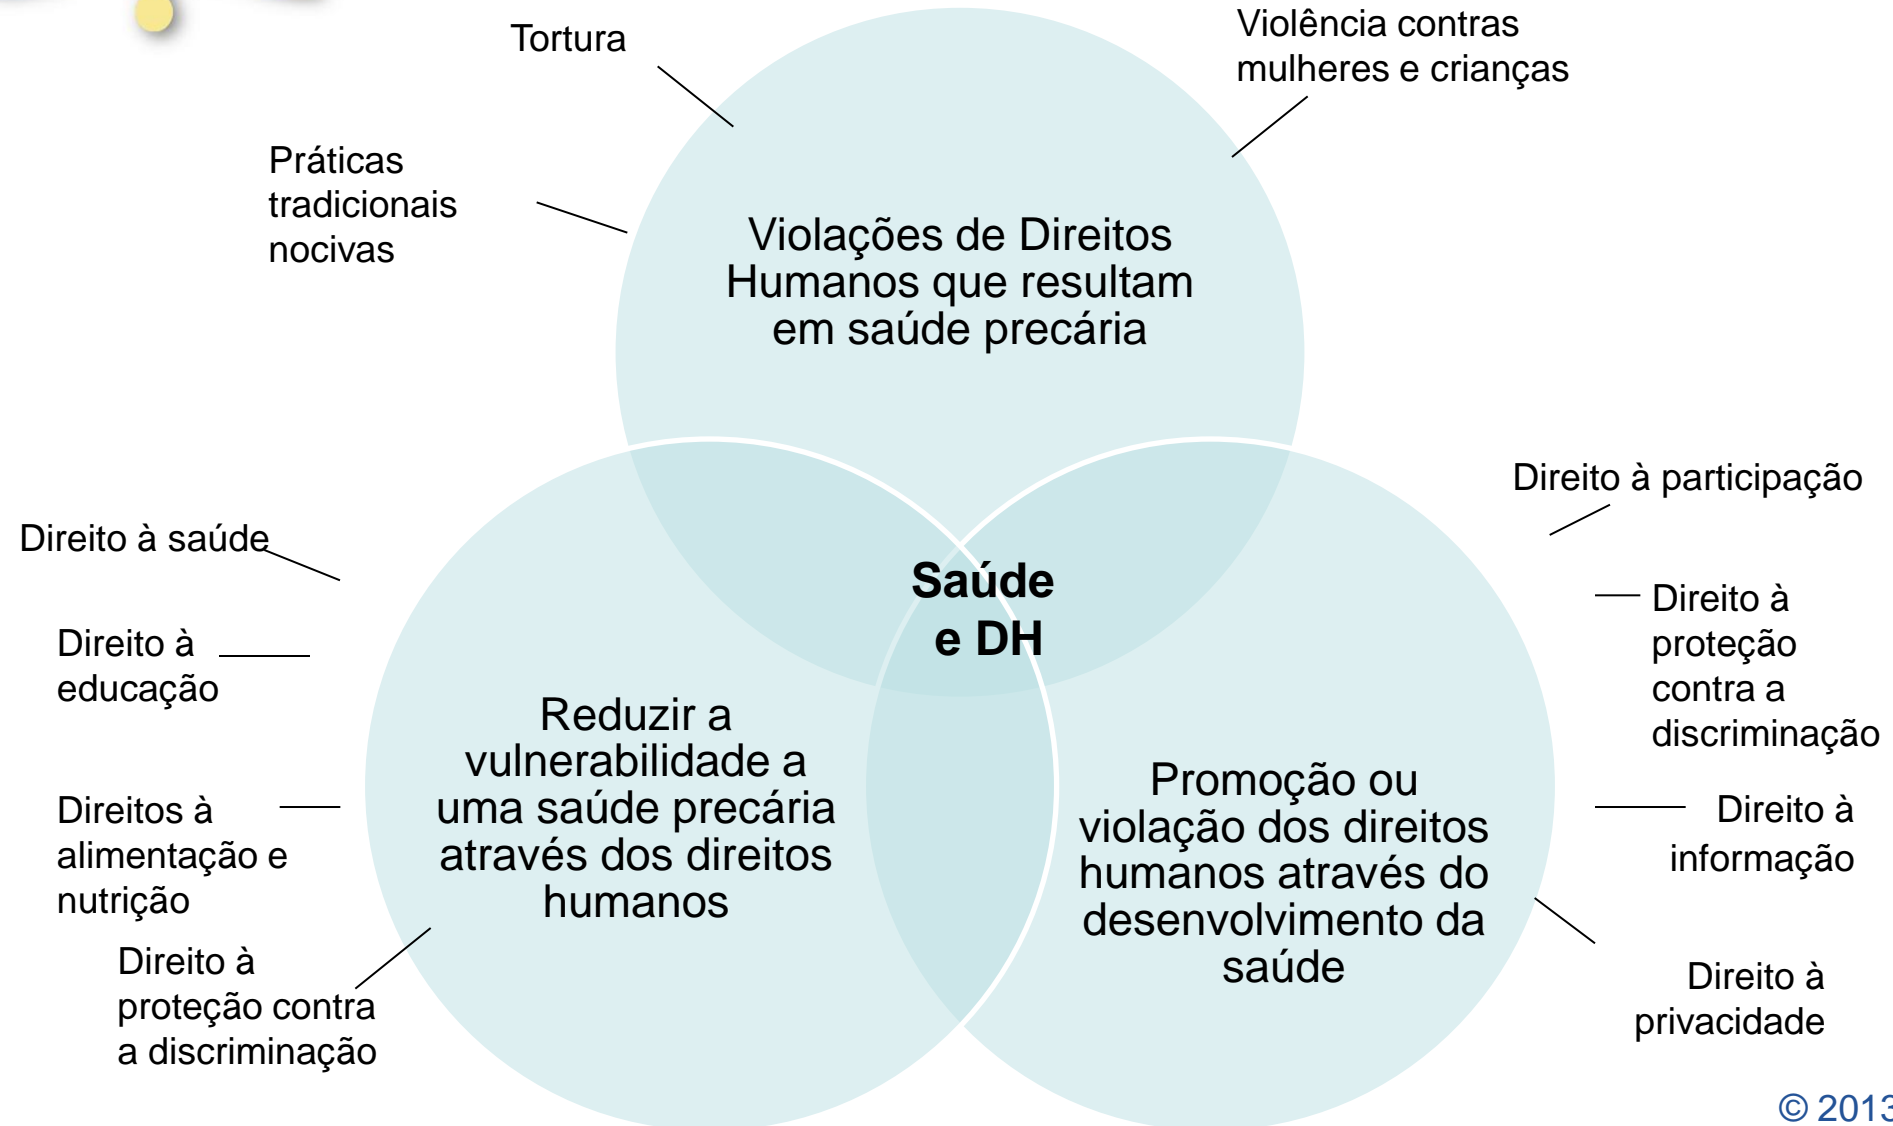 Tortura
Violência contras
mulheres e crianças
Práticas
tradicionais
nocivas
Violações de Direitos
Humanos que resultam
em saúde precária
Direito à participação
Direito à saúde
Saúde
e DH
Direito à
proteção
contra a
discriminação
Direito à
educação
Reduzir a
vulnerabilidade a
uma saúde precária
através dos direitos
humanos
Promoção ou
violação dos direitos
humanos através do
desenvolvimento da
saúde
Direitos à
alimentação e
nutrição
Direito à
informação
Direito à
proteção contra
a discriminação
Direito à
privacidade
© 2013